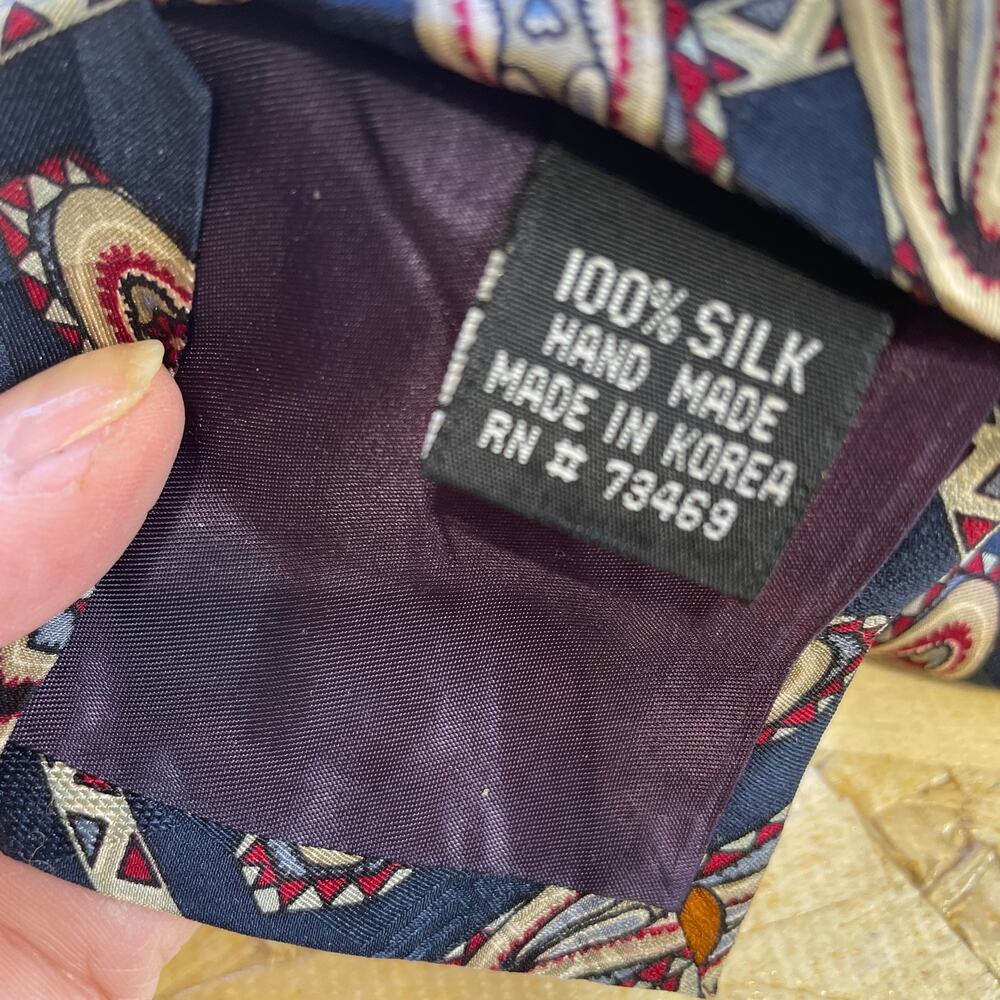 100% SILK
HAND MADE
MADE IN KOREA
RN # 73469